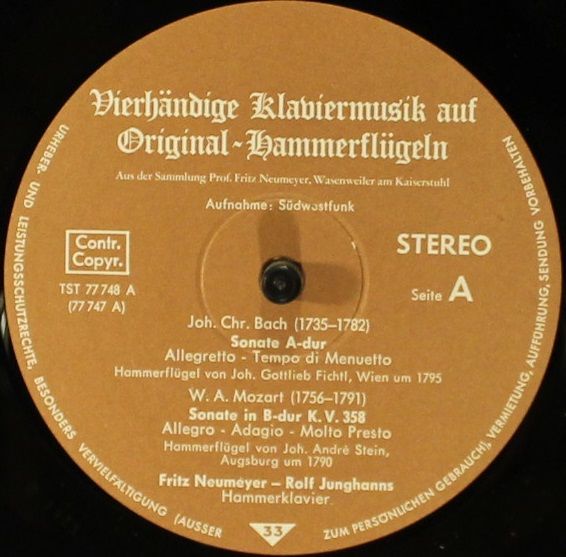 Vierhändige Klaviermusik auf
Original-Hammerflügeln
Aus der Sammlung Prof. Fritz Neumeyer, Wasenweiler am Kaiserstuhl
Aufnahme: Südwestfunk
Contr.
Copyr.
TST 77 748 A
(77 747 A)
STEREO
Seite A
Joh. Chr. Bach (1735–1782)
Sonate A-dur
Allegretto - Tempo di Menuetto
Hammerflügel von Joh. Gottlieb Fichtl, Wien um 1795
W. A. Mozart (1756–1791)
Sonate in B-dur K. V. 358
Allegro - Adagio - Molto Presto
Hammerflügel von Joh. Andrè Stein,
Augsburg um 1790
Fritz Neumeyer – Rolf Junghanns
Hammerklavier
33
URHEBER- UND LEISTUNGSSCHUTZRECHTE, BESONDERS VERVIELFÄLTIGUNG (AUSSER ZUM PERSÖNLICHEN GEBRAUCH), VERMIETUNG, AUFFÜHRUNG, SENDUNG VORBEHALTEN